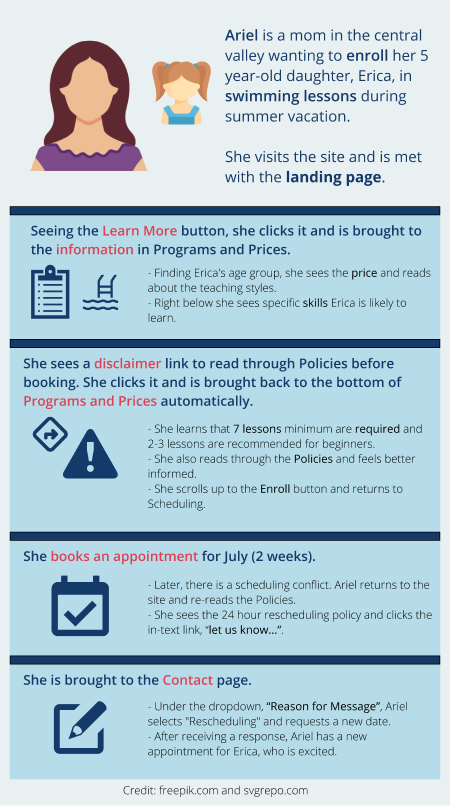 Ariel is a mom in the central
valley wanting to enroll her 5
year-old daughter, Erica, in
swimming lessons during
summer vacation.
She visits the site and is met
with the landing page.
Seeing the Learn More button, she clicks it and is brought to
the information in Programs and Prices.
- Finding Erica's age group, she sees the price and reads
about the teaching styles.
- Right below she sees specific skills Erica is likely to
learn.
She sees a disclaimer link to read through Policies before
booking. She clicks it and is brought back to the bottom of
Programs and Prices automatically.
- She learns that 7 lessons minimum are required and
2-3 lessons are recommended for beginners.
- She also reads through the Policies and feels better
informed.
- She scrolls up to the Enroll button and returns to
Scheduling.
She books an appointment for July (2 weeks).
- Later, there is a scheduling conflict. Ariel returns to the
site and re-reads the Policies.
- She sees the 24 hour rescheduling policy and clicks the
in-text link, “let us know...”.
She is brought to the Contact page.
- Under the dropdown, “Reason for Message”, Ariel
selects "Rescheduling" and requests a new date.
- After receiving a response, Ariel has a new
appointment for Erica, who is excited.
Credit: freepik.com and svgrepo.com